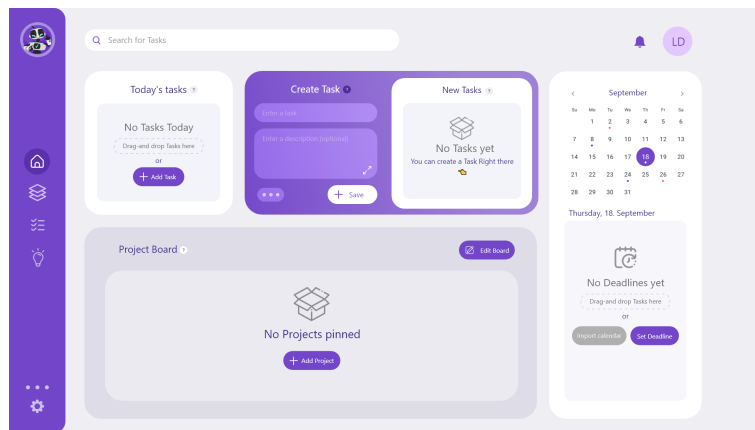 Search for Tasks
LD
Today's tasks ?
No Tasks Today
Drag-and drop Tasks here
or
+ Add Task
Create Task ?
Enter a task
Enter a description (optional)
+ Save
New Tasks ?
No Tasks yet
You can create a Task Right there
< September >
Su Mo Tu We Th Fr Sa
1 2 3 4 5 6
7 8 9 10 11 12 13
14 15 16 17 18 19 20
21 22 23 24 25 26 27
28 29 30 31
Thursday, 18. September
No Deadlines yet
Drag-and drop Tasks here
or
Import calendar
Set Deadline
Project Board ?
Edit Board
No Projects pinned
+ Add Project